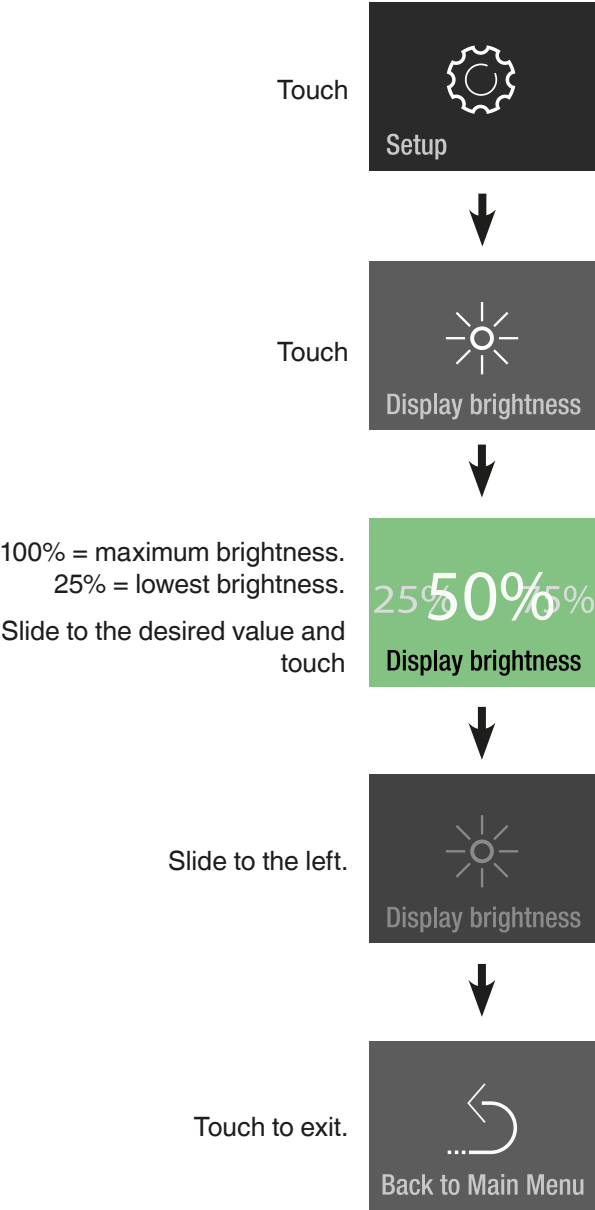 Touch
Setup
Touch
Display brightness
100% = maximum brightness.
25% = lowest brightness.
Slide to the desired value and
touch
25% 50% 75%
Display brightness
Slide to the left.
Display brightness
Touch to exit.
Back to Main Menu